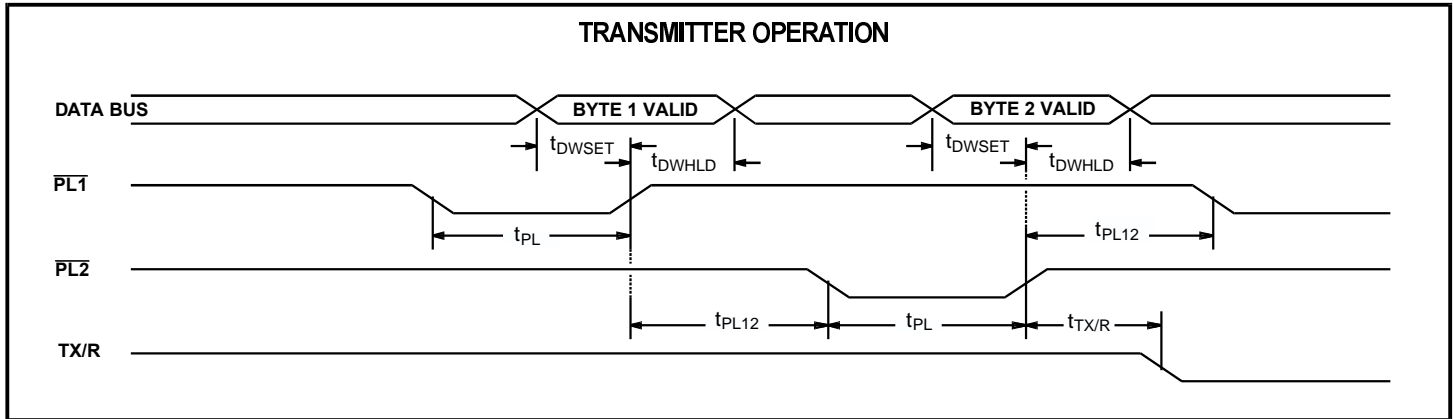 TRANSMITTER OPERATION
DATA BUS
BYTE 1 VALID
BYTE 2 VALID
tDWSET
tDWHLD
tDWSET
tDWHLD
PL1
tPL
tPL12
PL2
tPL12
tPL
tTX/R
TX/R